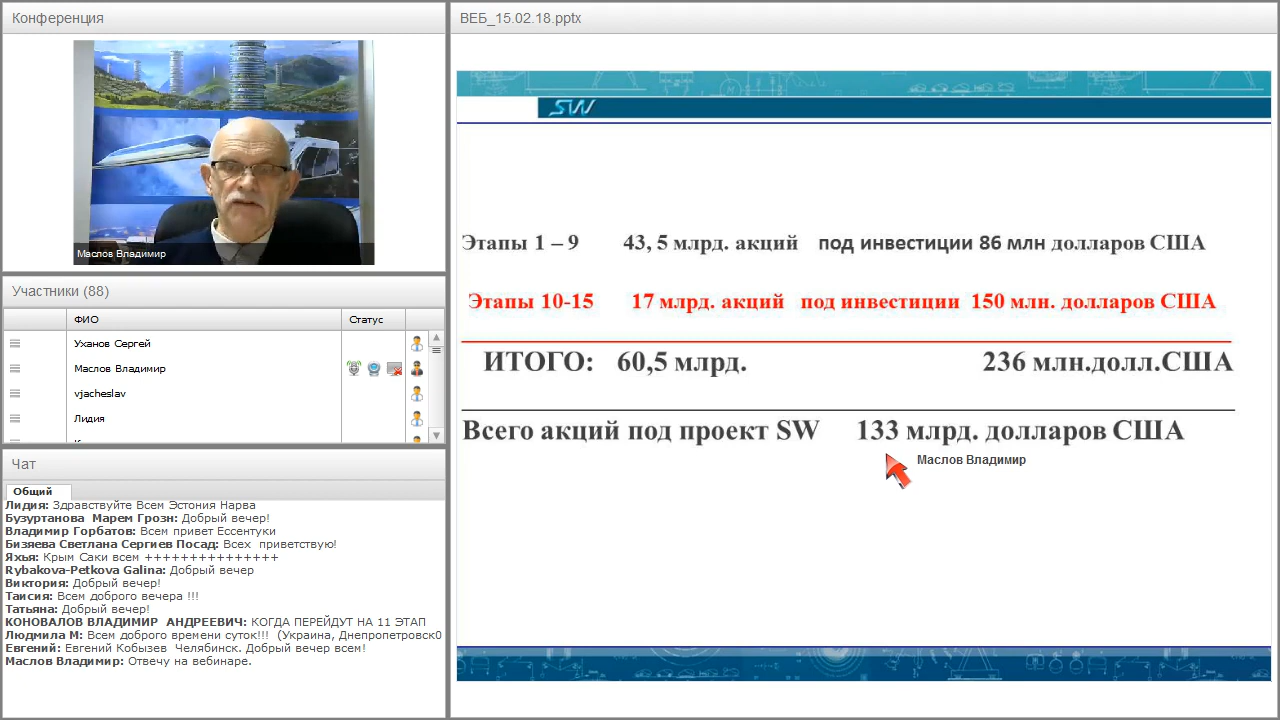 Конференция
Маслов Владимир
Участники (88)
ФИО
Статус
Уханов Сергей
Маслов Владимир
vjacheslav
Лидия
Чат
Общий
Лидия: Здравствуйте Всем Эстония Нарва
Бузуртанова Марем Грозн: Добрый вечер!
Владимир Горбатов: Всем привет Ессентуки
Бизяева Светлана Сергиев Посад: Всех приветствую!
Яхья: Крым Саки всем +++++++++++++++
Rybakova-Petkova Galina: Добрый вечер
Виктория: Добрый вечер!
Таисия: Всем доброго вечера !!!
Татьяна: Добрый вечер!
КОНОВАЛОВ ВЛАДИМИР АНДРЕЕВИЧ: КОГДА ПЕРЕЙДУТ НА 11 ЭТАП
Людмила М: Всем доброго времени суток!!! (Украина, Днепропетровск0
Евгений: Евгений Кобызев Челябинск. Добрый вечер всем!
Маслов Владимир: Отвечу на вебинаре.
ВЕБ_15.02.18.pptx
SW
Этапы 1 – 9 43, 5 млрд. акций под инвестиции 86 млн долларов США
Этапы 10-15 17 млрд. акций под инвестиции 150 млн. долларов США
ИТОГО: 60,5 млрд. 236 млн.долл.США
Всего акций под проект SW 133 млрд. долларов США
Маслов Владимир